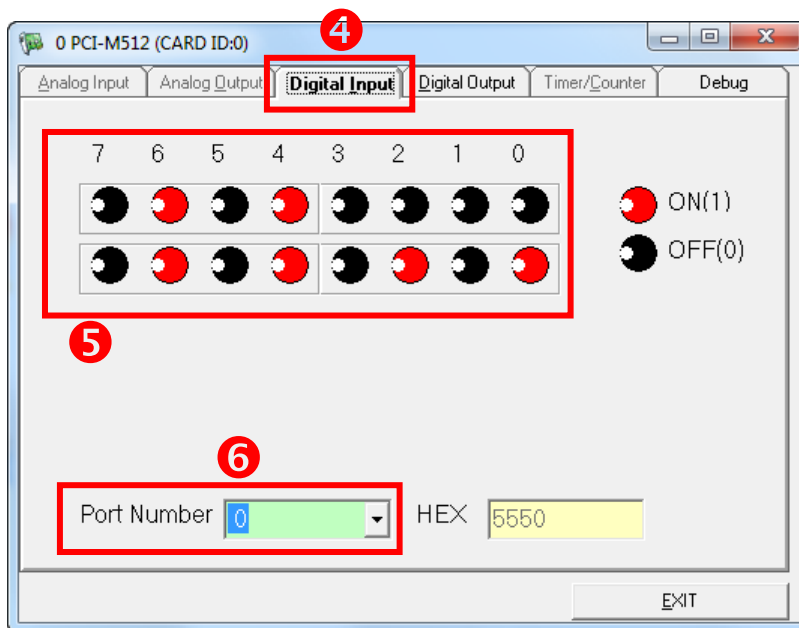 4
0 PCI-M512 (CARD ID:0)
Analog Input Analog Output Digital Input Digital Output Timer/Counter Debug
7 6 5 4 3 2 1 0
ON(1)
OFF(0)
5
6
Port Number 0 HEX 5550
EXIT